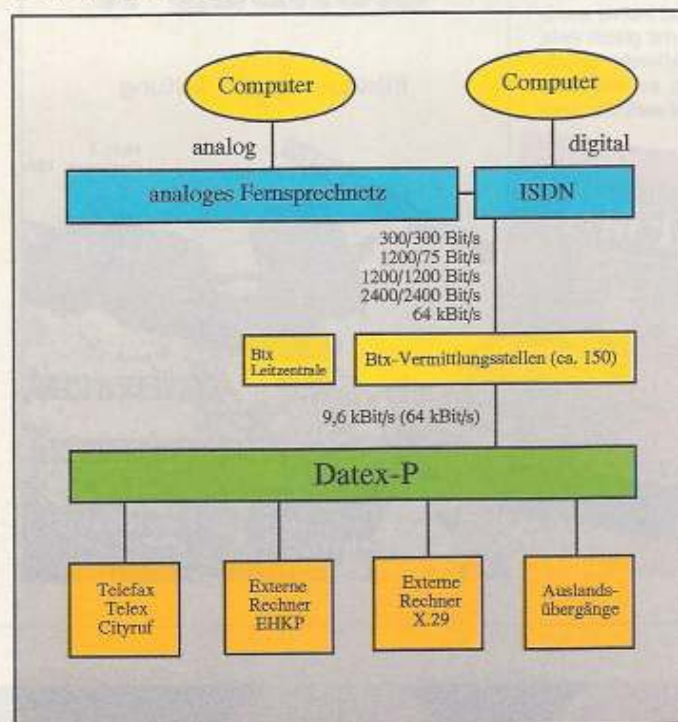 Computer
Computer
analog
digital
analoges Fernsprechnetz
ISDN
300/300 Bit/s
1200/75 Bit/s
1200/1200 Bit/s
2400/2400 Bit/s
64 kBit/s
Btx
Leitzentrale
Btx-Vermittlungsstellen (ca. 150)
9,6 kBit/s (64 kBit/s)
Datex-P
Telefax
Telex
Cityruf
Externe
Rechner
EHKP
Externe
Rechner
X.29
Auslands-
übergänge